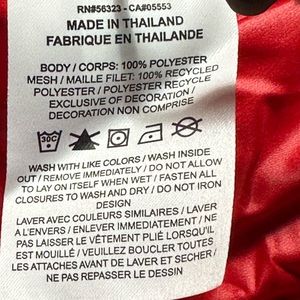 RN#56323 - CA#05553
MADE IN THAILAND
FABRIQUE EN THAILANDE
BODY / CORPS: 100% POLYESTER
MESH / MAILLE FILET: 100% RECYCLED
POLYESTER / POLYESTER RECYCLE
EXCLUSIVE OF DECORATION /
DECORATION NON COMPRISE
30C
WASH WITH LIKE COLORS / WASH INSIDE
OUT / REMOVE IMMEDIATELY / DO NOT ALLOW
TO LAY ON ITSELF WHEN WET / FASTEN ALL
CLOSURES TO WASH AND DRY / DO NOT IRON
DESIGN
LAVER AVEC COULEURS SIMILAIRES / LAVER
A L'ENVERS / ENLEVER IMMEDIATEMENT / NE
PAS LAISSER LE VÊTEMENT PLIÉ LORSQU'IL
EST MOUILLÉ / VEUILLEZ BOUCLER TOUTES
LES ATTACHES AVANT DE LAVER ET SECHER /
NE PAS REPASSER LE DESSIN